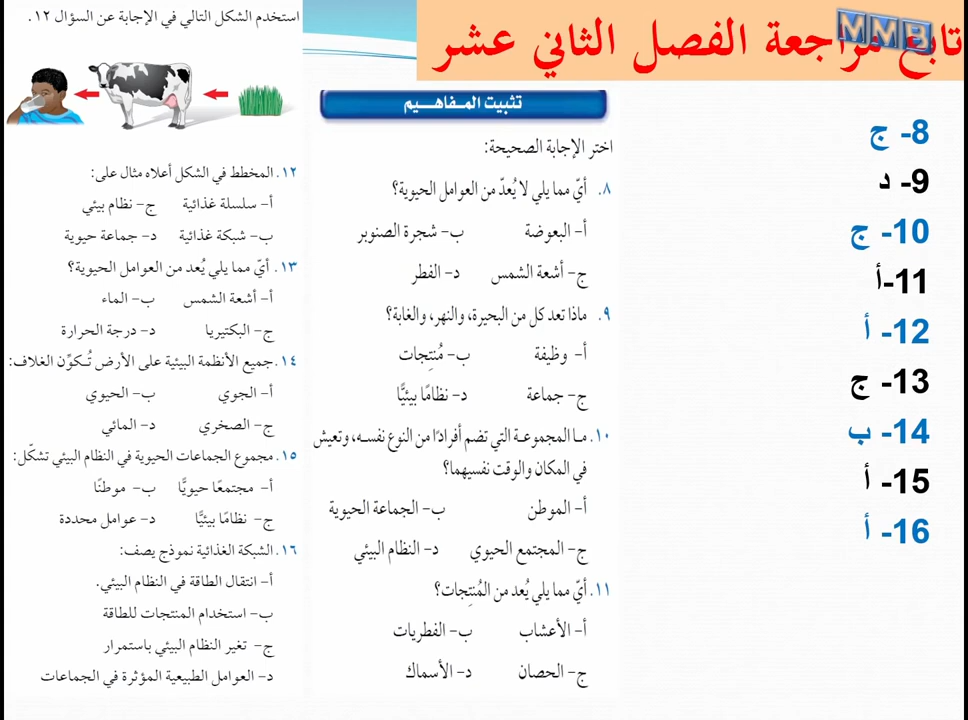 تابع مراجعة الفصل الثاني عشر
MMB
8- ج
9- د
10- ج
11- أ
12- أ
13- ج
14- ب
15- أ
16- أ
تثبيت المفاهيم
اختر الإجابة الصحيحة:
٨. أيّ مما يلي لا يُعدّ من العوامل الحيوية؟
أ- البعوضة ب- شجرة الصنوبر
ج- أشعة الشمس د- الفطر
٩. ماذا تعد كل من البحيرة، والنهر، والغابة؟
أ- وظيفة ب- مُنتِجات
ج- جماعة د- نظامًا بيئيًّا
١٠. مـا المجموعـة التي تضم أفرادًا من النوع نفسـه، وتعيش
في المكان والوقت نفسيهما؟
أ- الموطن ب- الجماعة الحيوية
ج- المجتمع الحيوي د- النظام البيئي
١١. أيّ مما يلي يُعد من المُنتِجات؟
أ- الأعشاب ب- الفطريات
ج- الحصان د- الأسماك
استخدم الشكل التالي في الإجابة عن السؤال ١٢.
١٢. المخطط في الشكل أعلاه مثال على:
أ- سلسلة غذائية ج- نظام بيئي
ب- شبكة غذائية د- جماعة حيوية
١٣. أيّ مما يلي يُعد من العوامل الحيوية؟
أ- أشعة الشمس ب- الماء
ج- البكتيريا د- درجة الحرارة
١٤. جميع الأنظمة البيئية على الأرض تُـكوِّن الغلاف:
أ- الجوي ب- الحيوي
ج- الصخري د- المائي
١٥. مجموع الجماعات الحيوية في النظام البيئي تشكّل:
أ- مجتمعًا حيويًّا ب- موطنًا
ج- نظامًا بيئيًّا د- عوامل محددة
١٦. الشبكة الغذائية نموذج يصف:
أ- انتقال الطاقة في النظام البيئي.
ب- استخدام المنتجات للطاقة
ج- تغير النظام البيئي باستمرار
د- العوامل الطبيعية المؤثرة في الجماعات